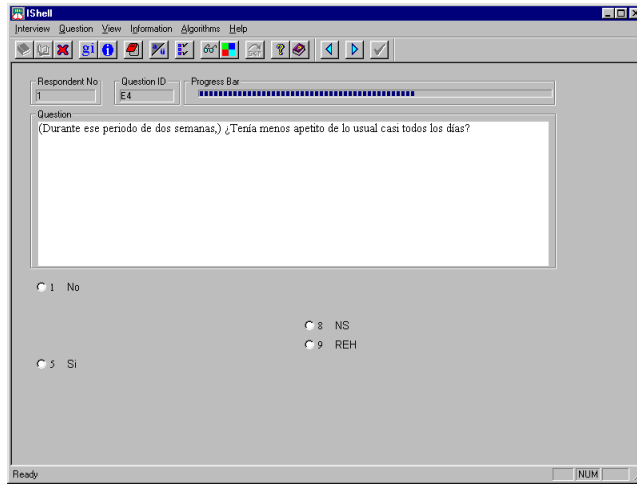 IShell
Interview Question View Information Algorithms Help
gi
Respondent No Question ID Progress Bar
1 E4
Question
(Durante ese periodo de dos semanas,) ¿Tenía menos apetito de lo usual casi todos los días?
1 No
8 NS
9 REH
5 Si
Ready NUM